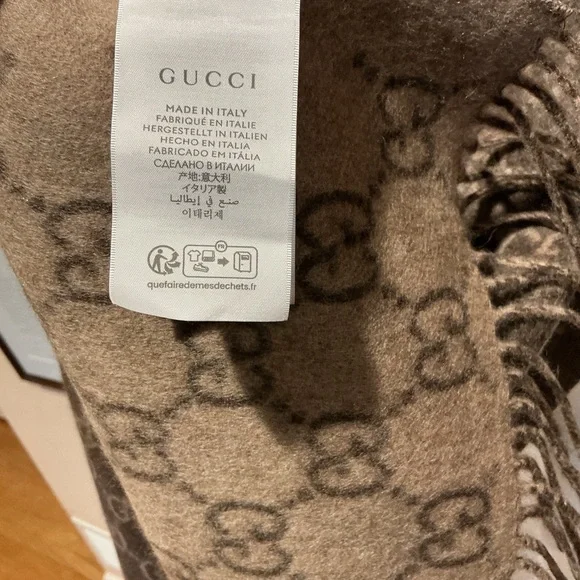 GUCCI
MADE IN ITALY
FABRIQUÉ EN ITALIE
HERGESTELLT IN ITALIEN
HECHO EN ITALIA
FABRICADO EM ITÁLIA
СДЕЛАНО В ИТАЛИИ
产地:意大利
イタリア製
صنع في إيطاليا
이태리제
FR
quefairedemesdechets.fr